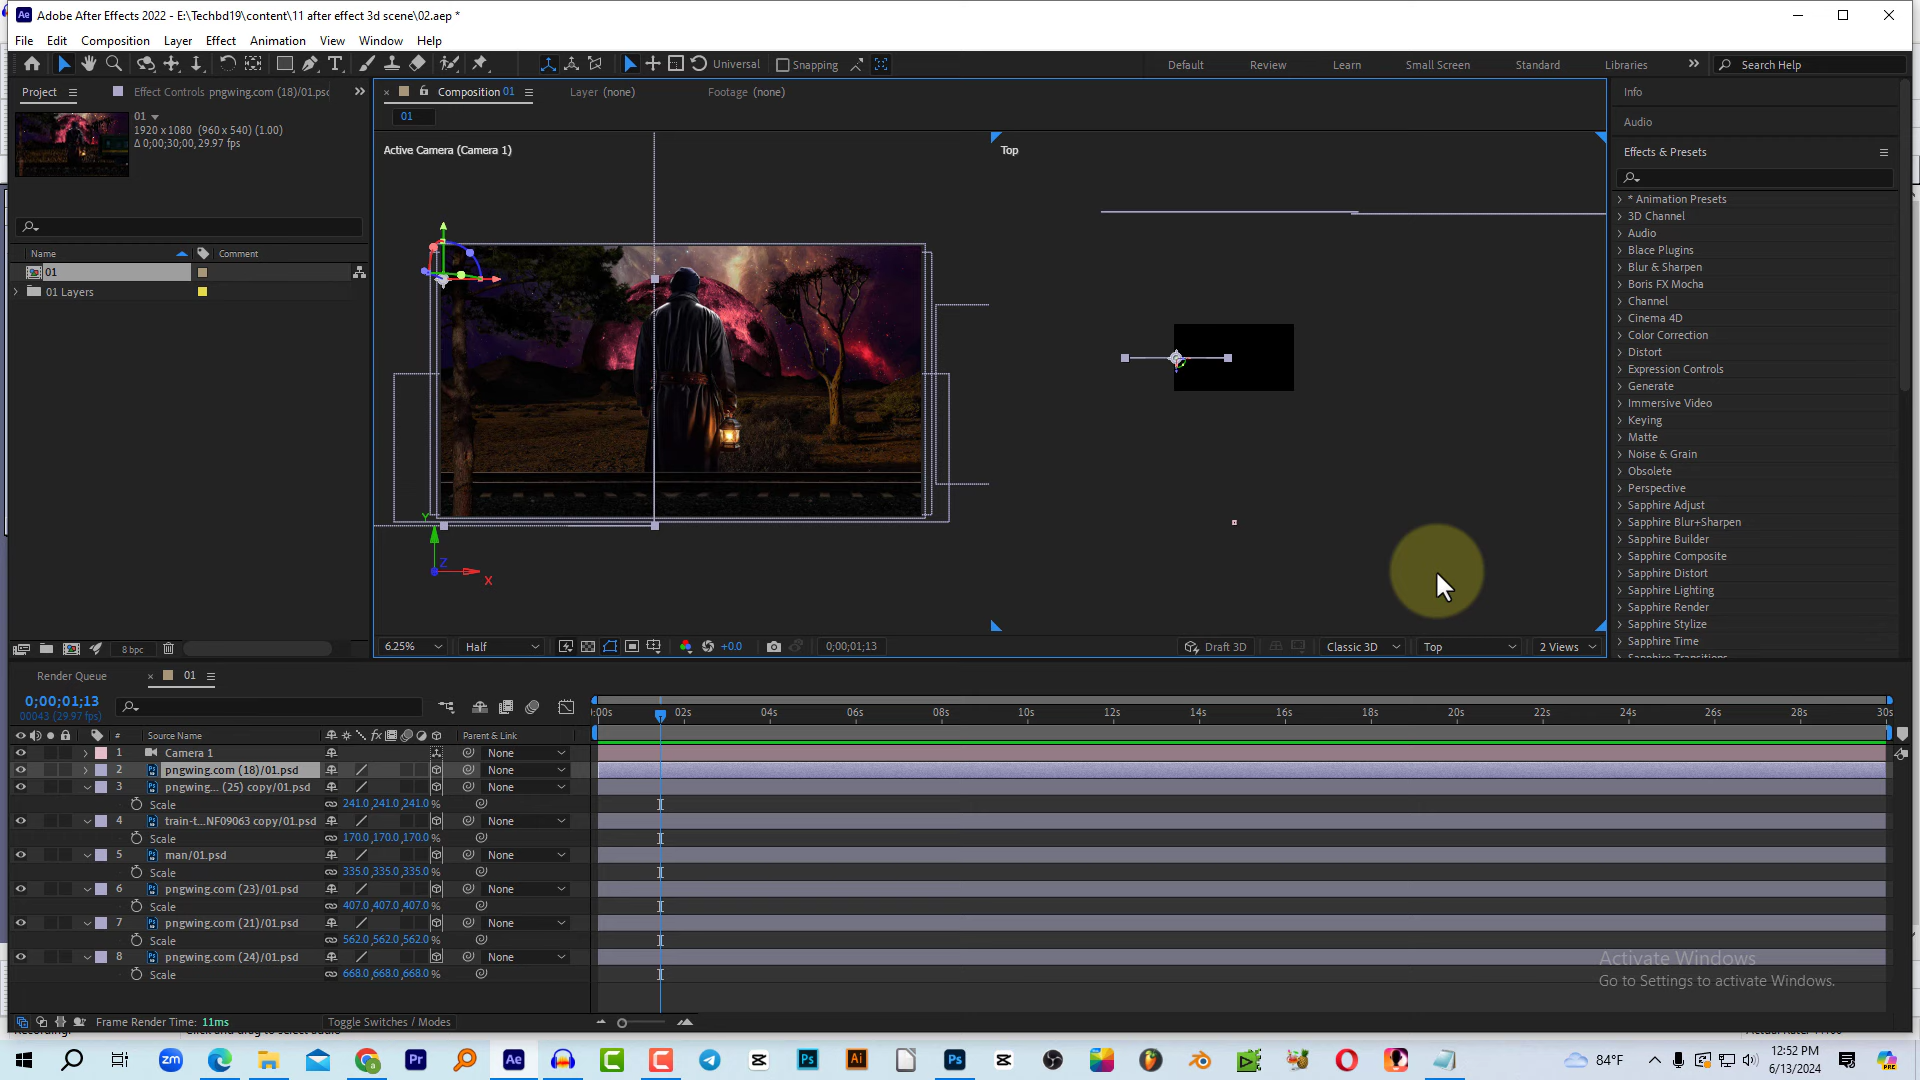 Adobe After Effects 2022 - E:\Techbd19\content\11 after effect 3d scene\02.aep *
File Edit Composition Layer Effect Animation View Window Help
Universal Snapping Default Review Learn Small Screen Standard Libraries Search Help
Project Effect Controls pngwing.com (18)/01.psd
Composition 01 Layer (none) Footage (none)
01
01
1920 x 1080 (960 x 540) (1.00)
Δ 0;00;30;00, 29.97 fps
Name Comment
01
01 Layers
8 bpc
Active Camera (Camera 1)
Top
Y
Z
X
6.25% Half +0.0 0;00;01;13 Draft 3D Classic 3D Top 2 Views
Info
Audio
Effects & Presets
* Animation Presets
3D Channel
Audio
Blace Plugins
Blur & Sharpen
Boris FX Mocha
Channel
Cinema 4D
Color Correction
Distort
Expression Controls
Generate
Immersive Video
Keying
Matte
Noise & Grain
Obsolete
Perspective
Sapphire Adjust
Sapphire Blur+Sharpen
Sapphire Builder
Sapphire Composite
Sapphire Distort
Sapphire Lighting
Sapphire Render
Sapphire Stylize
Sapphire Time
Sapphire Transitions
Render Queue 01
0;00;01;13
00043 (29.97 fps)
:00s 02s 04s 06s 08s 10s 12s 14s 16s 18s 20s 22s 24s 26s 28s 30s
# Source Name fx Parent & Link
1 Camera 1 None
2 pngwing.com (18)/01.psd None
3 pngwing... (25) copy/01.psd None
Scale 241.0,241.0,241.0%
4 train-t...NF09063 copy/01.psd None
Scale 170.0,170.0,170.0%
5 man/01.psd None
Scale 335.0,335.0,335.0%
6 pngwing.com (23)/01.psd None
Scale 407.0,407.0,407.0%
7 pngwing.com (21)/01.psd None
Scale 562.0,562.0,562.0%
8 pngwing.com (24)/01.psd None
Scale 668.0,668.0,668.0%
Activate Windows
Go to Settings to activate Windows.
Frame Render Time: 11ms Toggle Switches / Modes
84°F
12:52 PM
6/13/2024